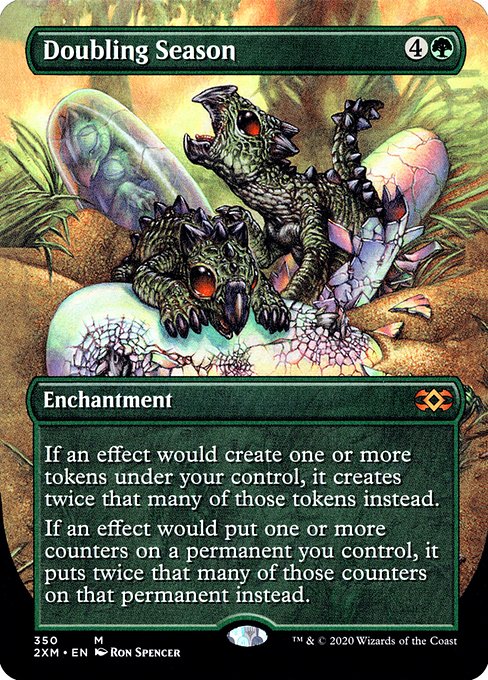 Doubling Season 4
Enchantment
If an effect would create one or more
tokens under your control, it creates
twice that many of those tokens instead.
If an effect would put one or more
counters on a permanent you control, it
puts twice that many of those counters
on that permanent instead.
350 M
2XM • EN Ron Spencer
™ & © 2020 Wizards of the Coast